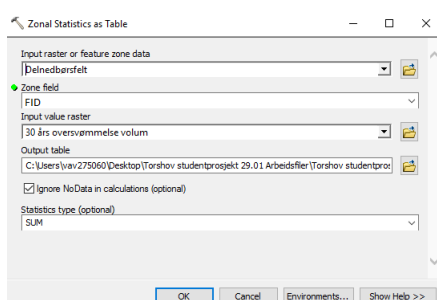 Zonal Statistics as Table
Input raster or feature zone data
Delnedbørsfelt
Zone field
FID
Input value raster
30 års oversvømmelse volum
Output table
C:\Users\vav275060\Desktop\Torshov studentprosjekt 29.01 Arbeidsfiler\Torshov studentpros
Ignore NoData in calculations (optional)
Statistics type (optional)
SUM
OK Cancel Environments... Show Help >>